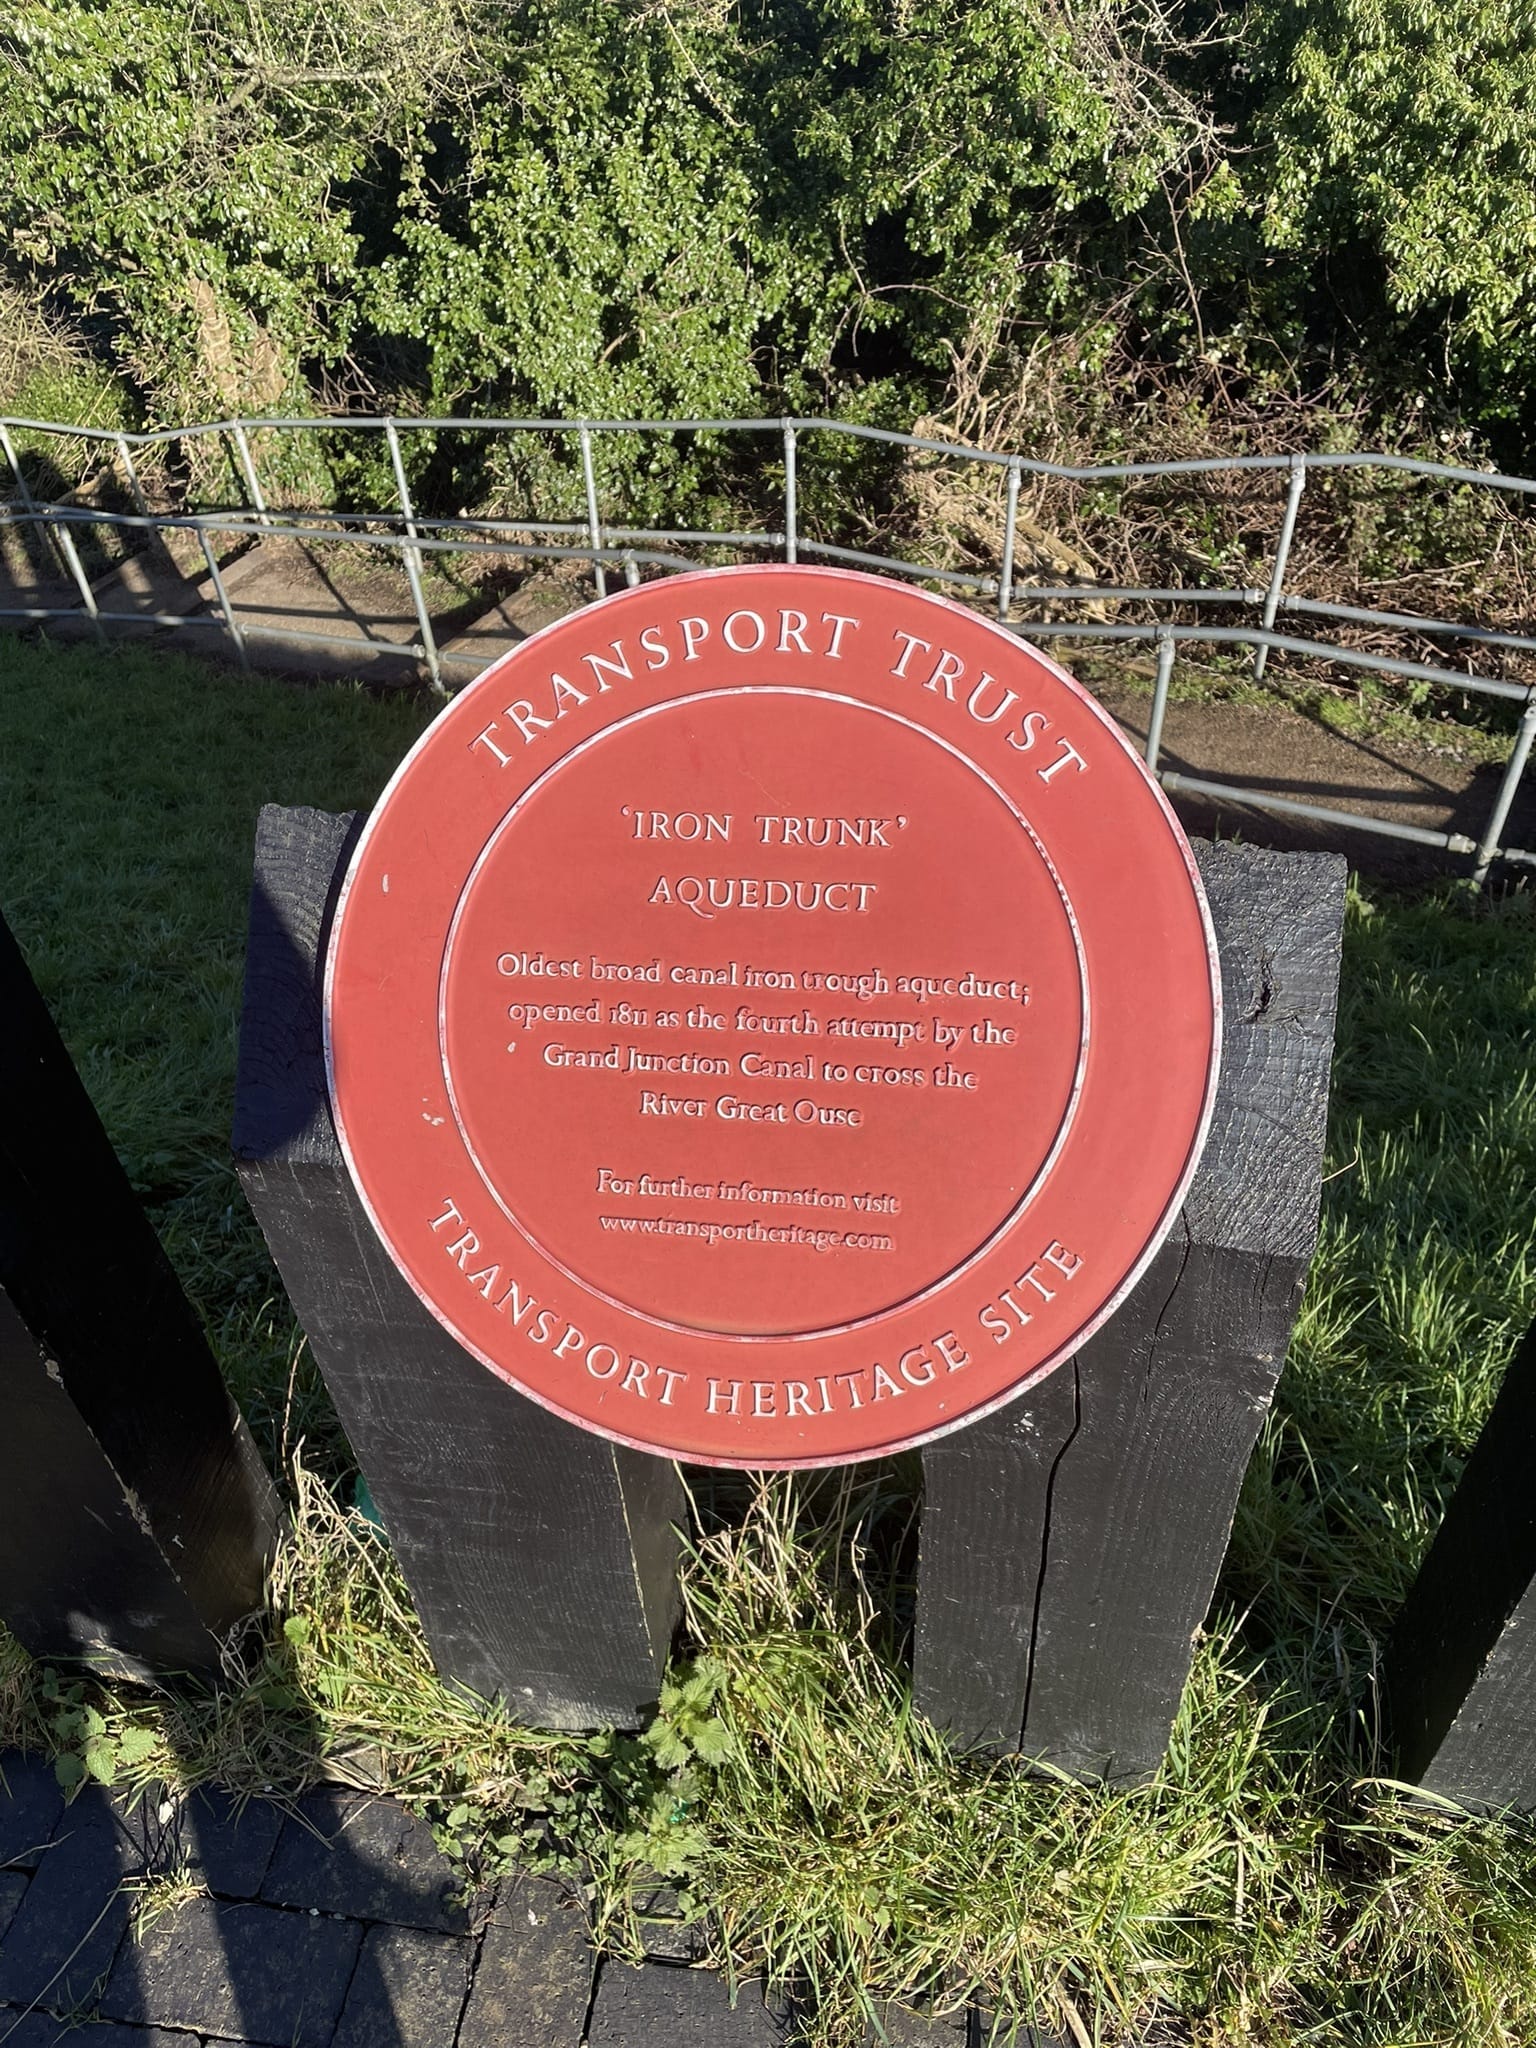 TRANSPORT TRUST
‘IRON TRUNK’
AQUEDUCT
Oldest broad canal iron trough aqueduct;
opened 1811 as the fourth attempt by the
Grand Junction Canal to cross the
River Great Ouse
For further information visit
www.transportheritage.com
TRANSPORT HERITAGE SITE